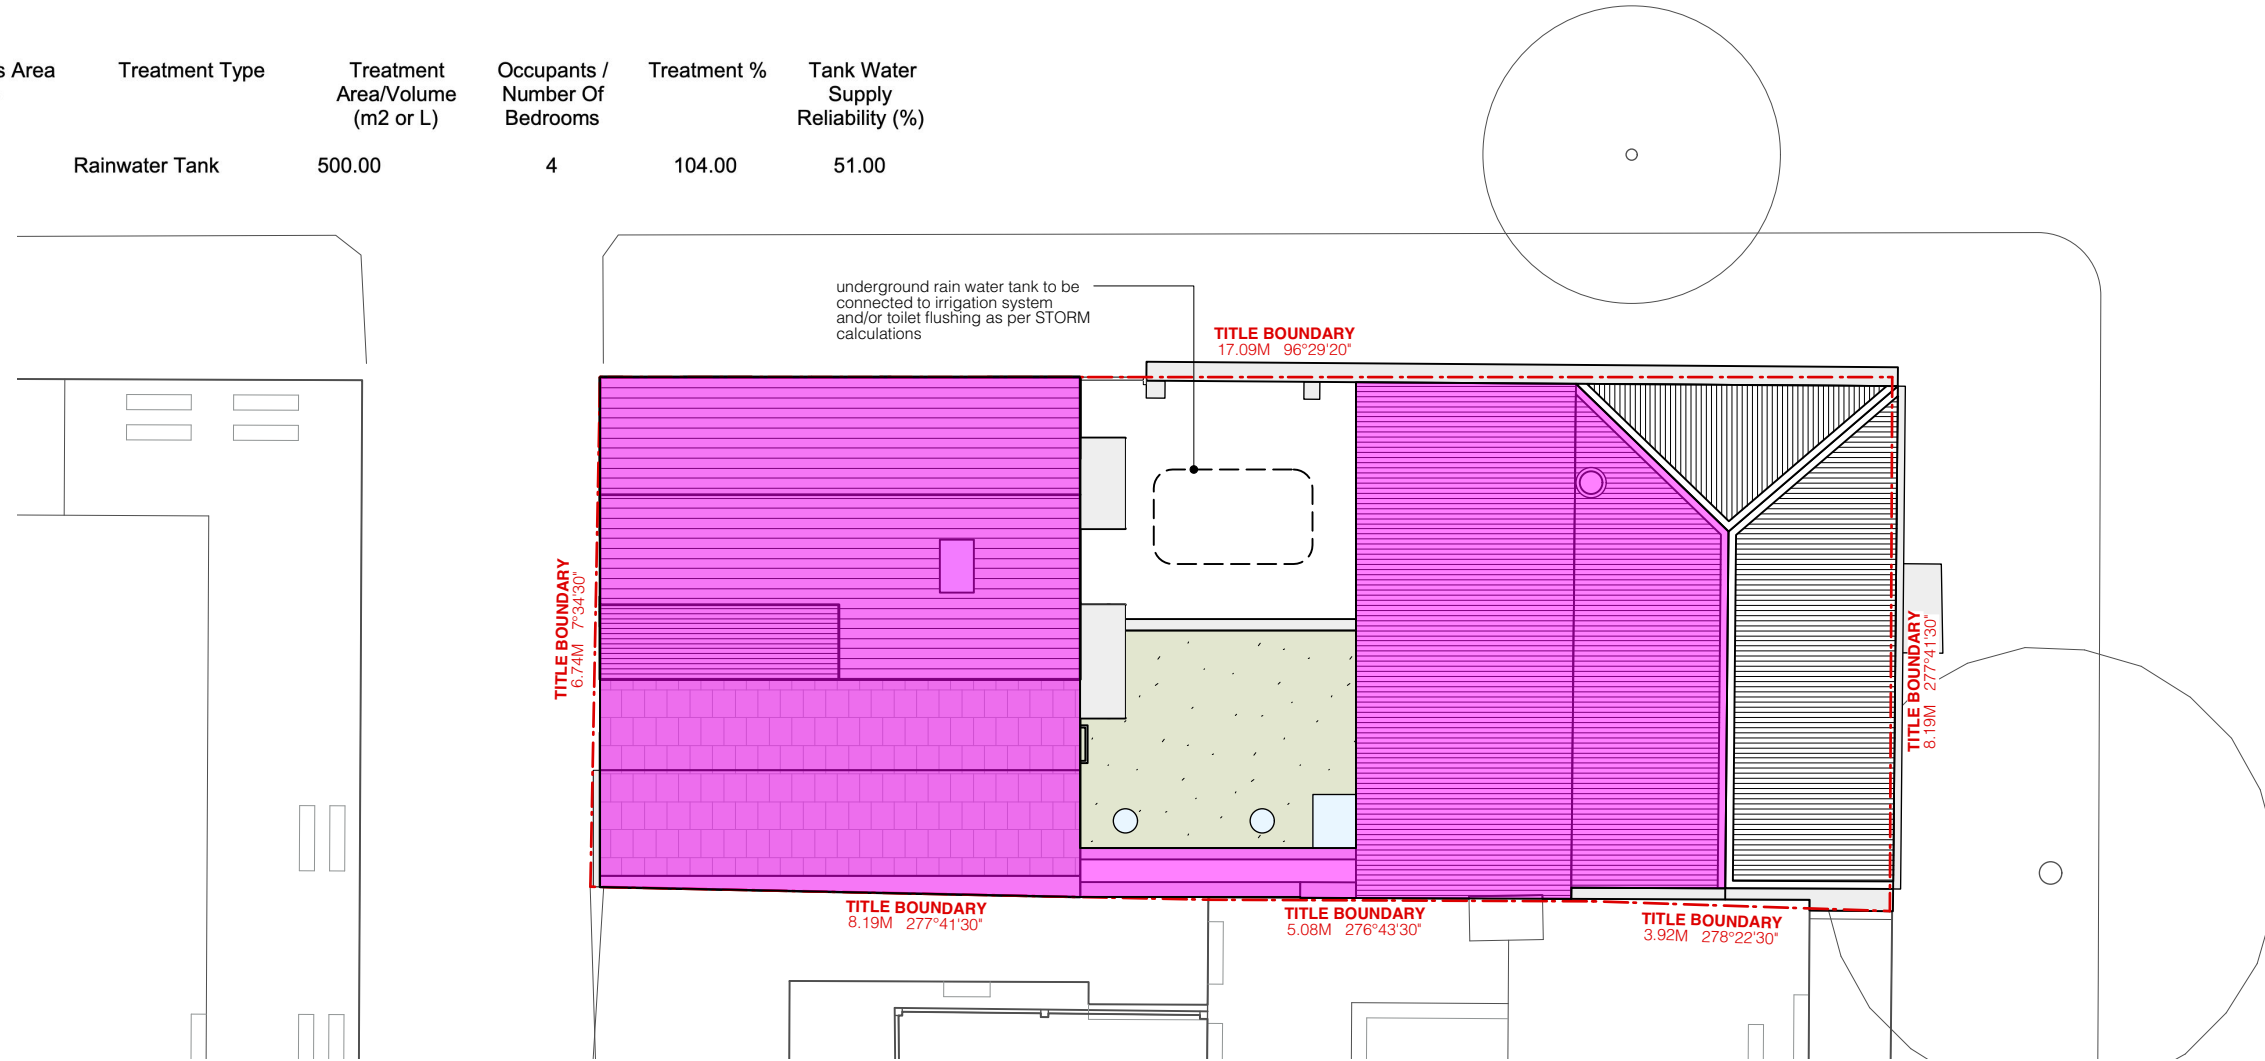 s Area
Treatment Type
Treatment
Area/Volume
(m2 or L)
Occupants /
Number Of
Bedrooms
Treatment %
Tank Water
Supply
Reliability (%)
Rainwater Tank
500.00
4
104.00
51.00
underground rain water tank to be
connected to irrigation system
and/or toilet flushing as per STORM
calculations
TITLE BOUNDARY
17.09M 96°29'20"
TITLE BOUNDARY
6.74M 7°34'30"
TITLE BOUNDARY
8.19M 277°41'30"
TITLE BOUNDARY
8.19M 277°41'30"
TITLE BOUNDARY
5.08M 276°43'30"
TITLE BOUNDARY
3.92M 278°22'30"